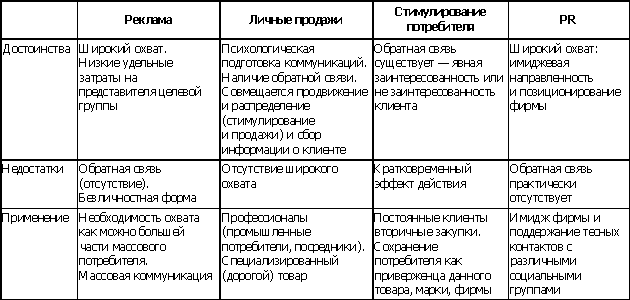 Реклама
Личные продажи
Стимулирование
потребителя
PR
Достоинства
Широкий охват.
Низкие удельные
затраты на
представителя целевой
группы
Психологическая
подготовка коммуникаций.
Наличие обратной связи.
Совмещается продвижение
и распределение
(стимулирование
и продажи) и сбор
информации о клиенте
Обратная связь
существует — явная
заинтересованность или
не заинтересованность
клиента
Широкий охват:
имиджевая
направленность
и позиционирование
фирмы
Недостатки
Обратная связь
(отсутствие).
Безличностная форма
Отсутствие широкого
охвата
Кратковременный
эффект действия
Обратная связь
практически
отсутствует
Применение
Необходимость охвата
как можно большей
части массового
потребителя.
Массовая коммуникация
Профессионалы
(промышленные
потребители, посредники).
Специализированный
(дорогой) товар
Постоянные клиенты
вторичные закупки.
Сохранение
потребителя как
приверженца данного
товара, марки, фирмы
Имидж фирмы и
поддержание тесных
контактов с
различными
социальными
группами